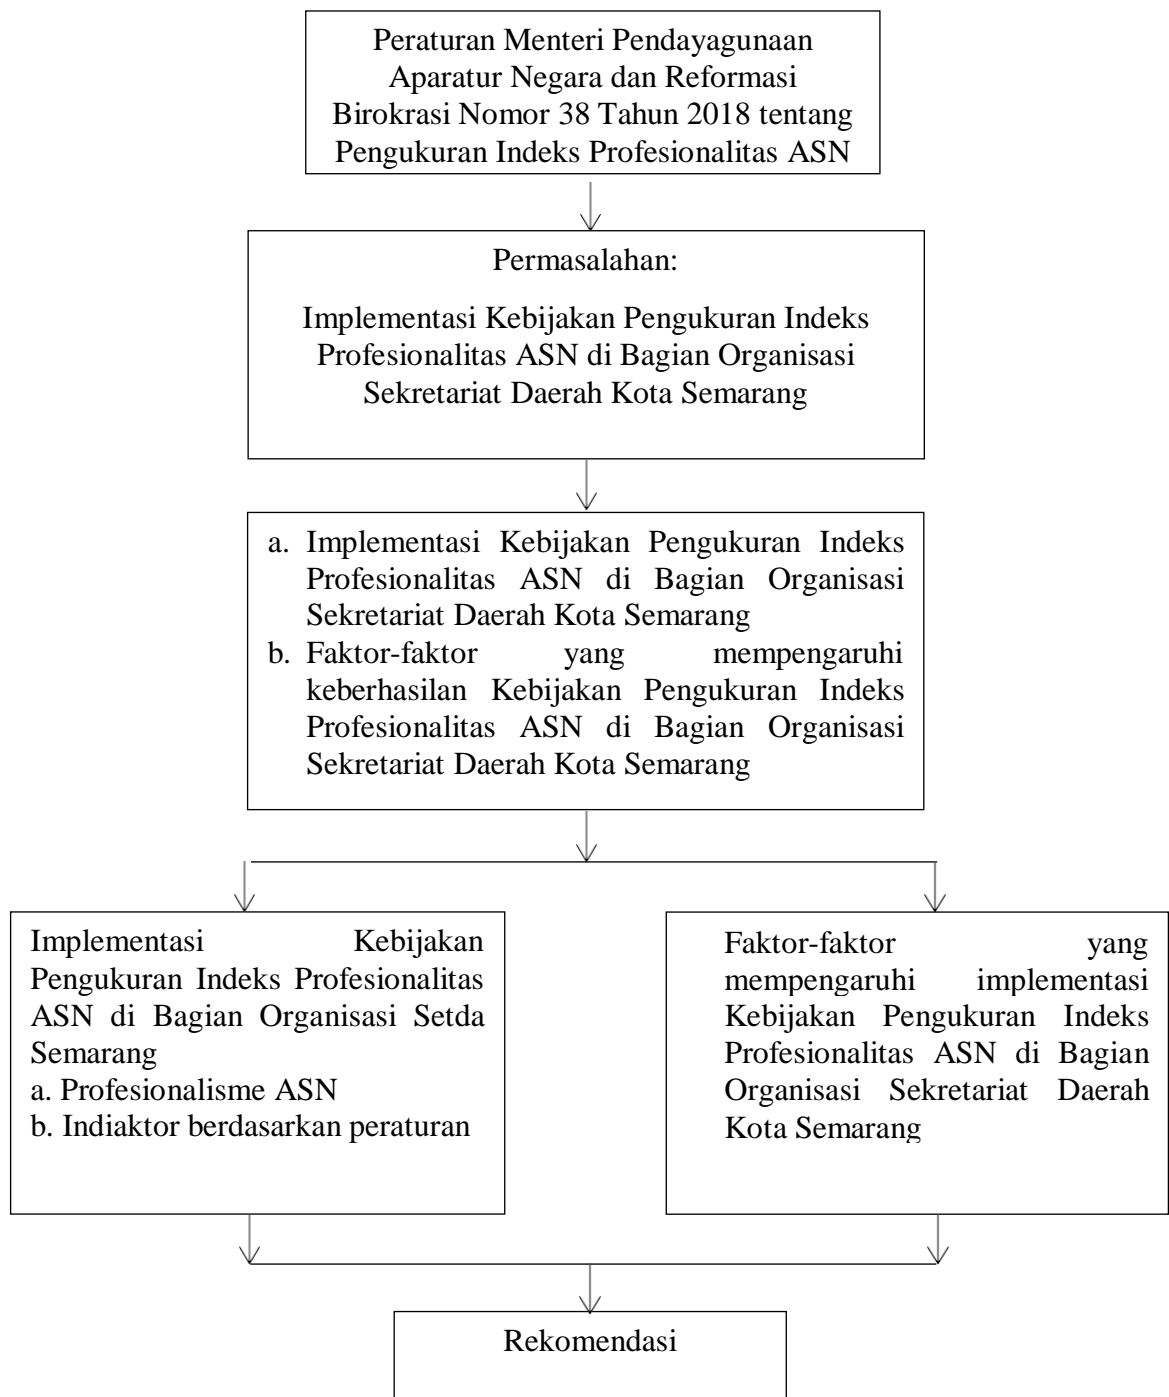 Peraturan Menteri Pendayagunaan
Aparatur Negara dan Reformasi
Birokrasi Nomor 38 Tahun 2018 tentang
Pengukuran Indeks Profesionalitas ASN
Permasalahan:
Implementasi Kebijakan Pengukuran Indeks
Profesionalitas ASN di Bagian Organisasi
Sekretariat Daerah Kota Semarang
a. Implementasi Kebijakan Pengukuran Indeks
Profesionalitas ASN di Bagian Organisasi
Sekretariat Daerah Kota Semarang
b. Faktor-faktor yang mempengaruhi
keberhasilan Kebijakan Pengukuran Indeks
Profesionalitas ASN di Bagian Organisasi
Sekretariat Daerah Kota Semarang
Implementasi Kebijakan
Pengukuran Indeks Profesionalitas
ASN di Bagian Organisasi Setda
Semarang
a. Profesionalisme ASN
b. Indiaktor berdasarkan peraturan
Faktor-faktor yang
mempengaruhi implementasi
Kebijakan Pengukuran Indeks
Profesionalitas ASN di Bagian
Organisasi Sekretariat Daerah
Kota Semarang
Rekomendasi